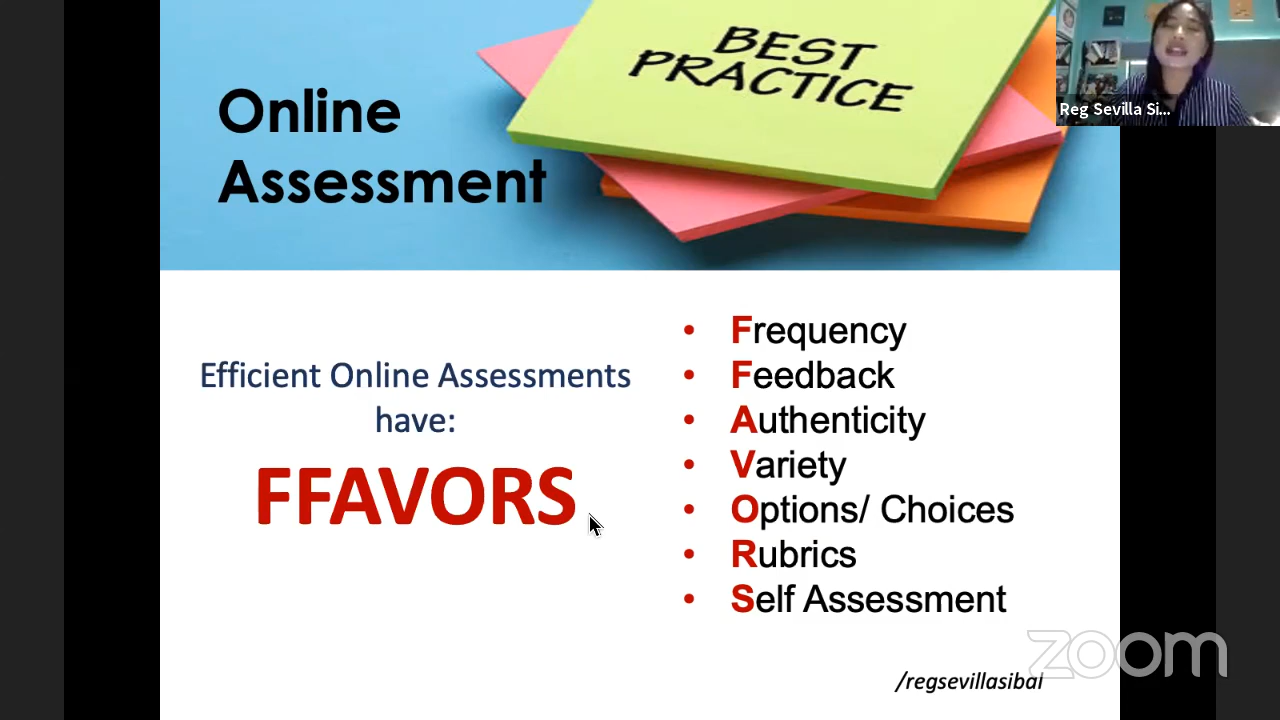 Online
Assessment
BEST
PRACTICE
Reg Sevilla Si...
Efficient Online Assessments
have:
FFAVORS
• Frequency
• Feedback
• Authenticity
• Variety
• Options/ Choices
• Rubrics
• Self Assessment
zoom
/regsevillasibal